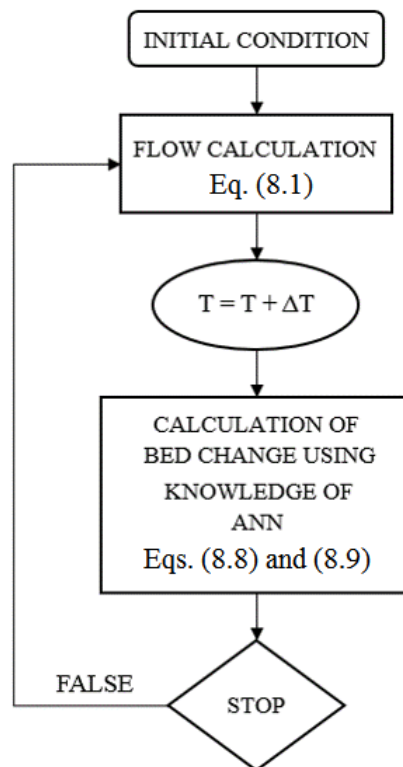 INITIAL CONDITION
FLOW CALCULATION
Eq. (8.1)
T = T + ΔT
CALCULATION OF
BED CHANGE USING
KNOWLEDGE OF
ANN
Eqs. (8.8) and (8.9)
FALSE
STOP